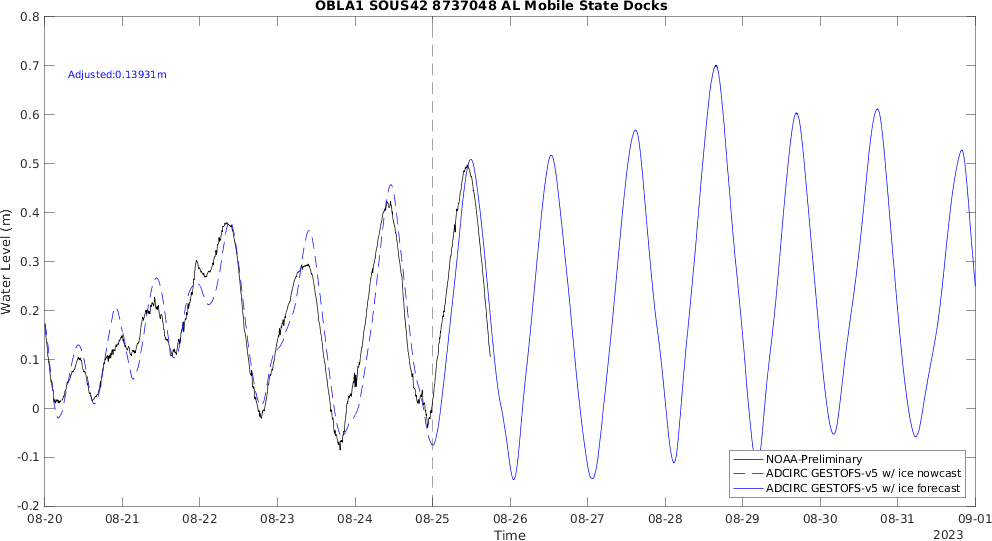 OBLA1 SOUS42 8737048 AL Mobile State Docks
Adjusted:0.13931m
Water Level (m)
0.8
0.7
0.6
0.5
0.4
0.3
0.2
0.1
0
-0.1
-0.2
NOAA-Preliminary
ADCIRC GESTOFS-v5 w/ ice nowcast
ADCIRC GESTOFS-v5 w/ ice forecast
08-20 08-21 08-22 08-23 08-24 08-25 08-26 08-27 08-28 08-29 08-30 08-31 09-01
Time
2023